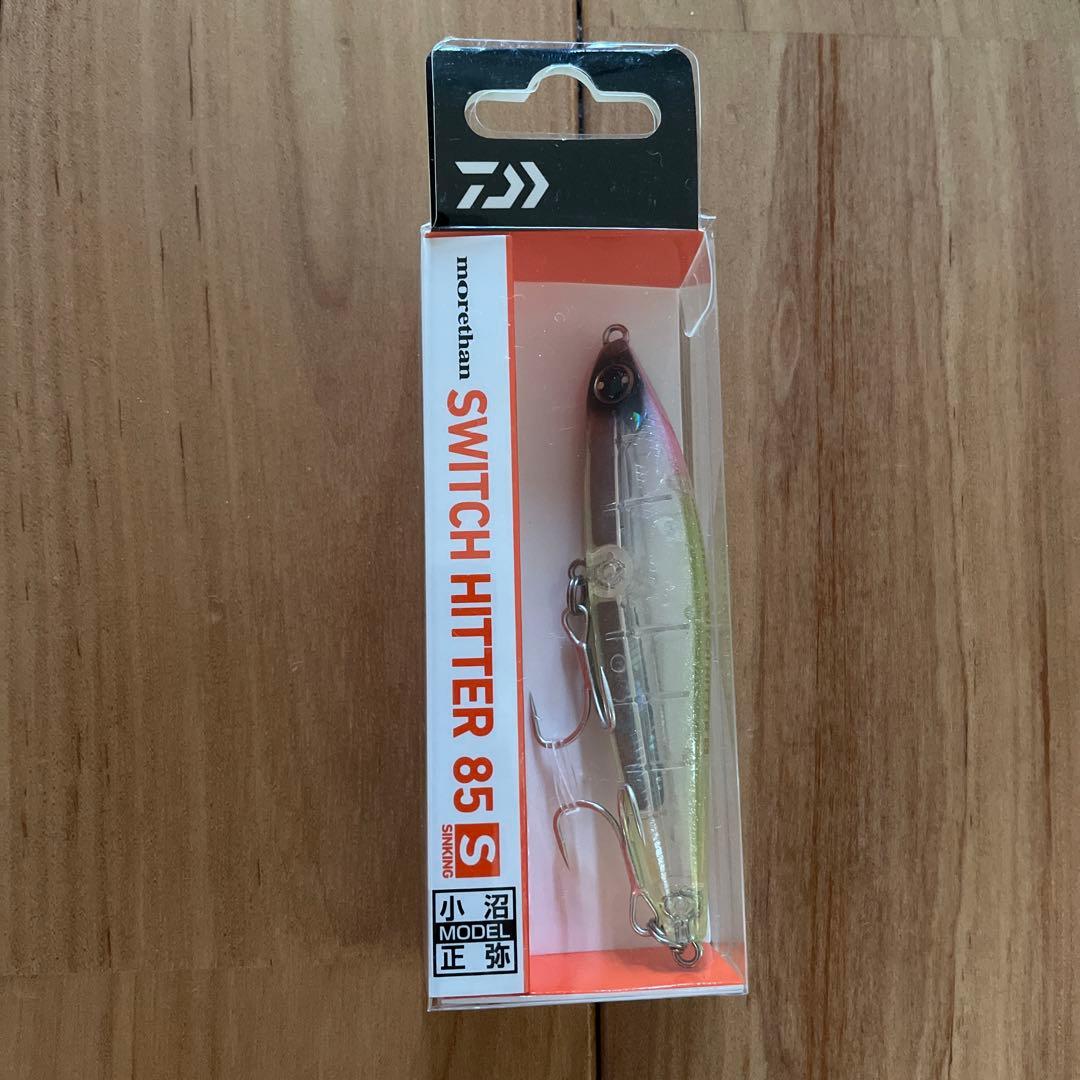 morethan
SWITCH HITTER 85 S
SINKING
小沼
MODEL
正弥